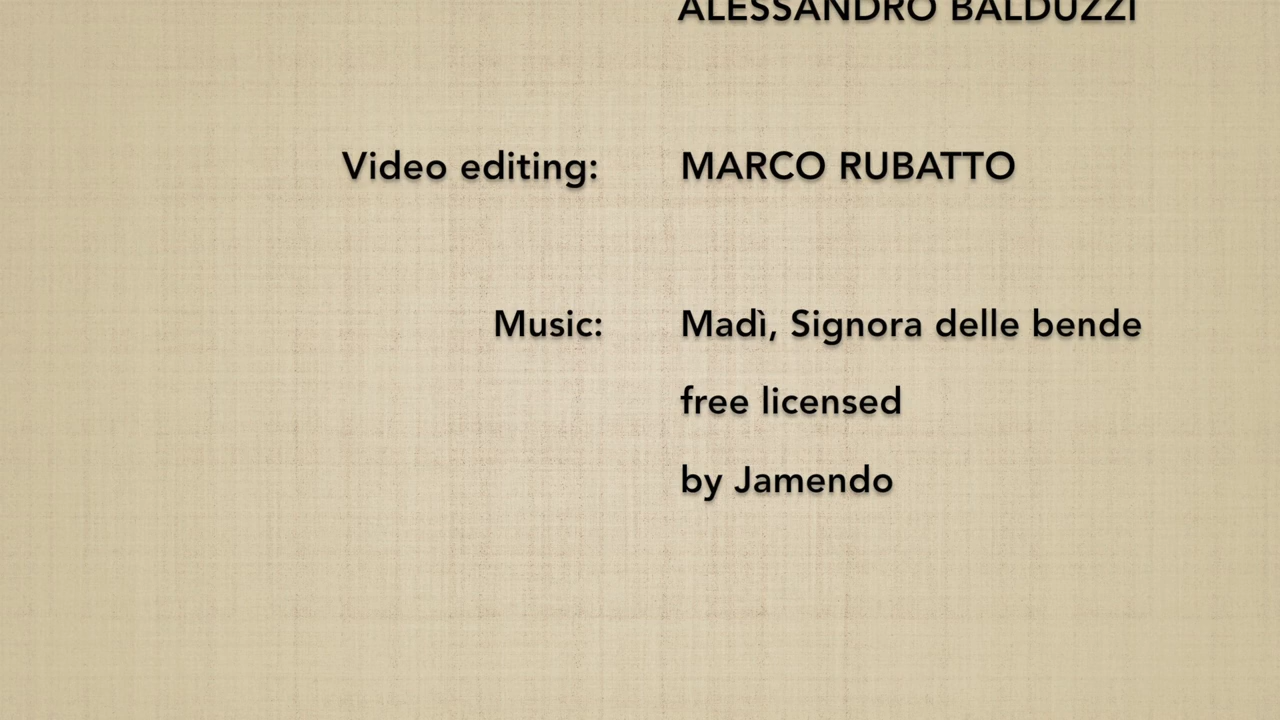 ALESSANDRO BALDUZZI
Video editing: MARCO RUBATTO
Music: Madì, Signora delle bende
free licensed
by Jamendo